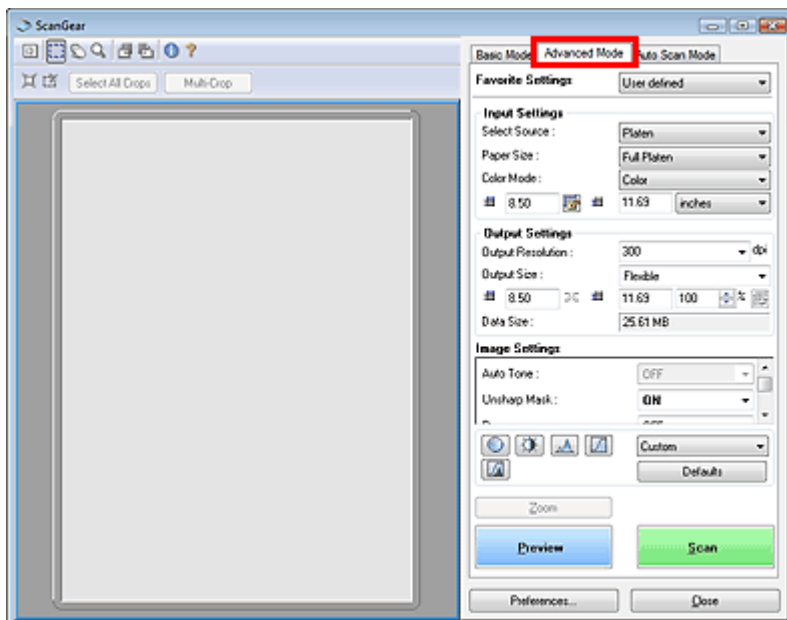 ScanGear
Basic Mode Advanced Mode Auto Scan Mode
Select All Crops Multi-Crop
Favorite Settings User defined
Input Settings
Select Source : Platen
Paper Size : Full Platen
Color Mode : Color
8.50 11.69 inches
Output Settings
Output Resolution : 300 dpi
Output Size : Flexible
8.50 11.69 100 %
Data Size : 25.61 MB
Image Settings
Auto Tone : OFF
Unsharp Mask : ON
Custom
Defaults
Zoom
Preview Scan
Preferences... Close